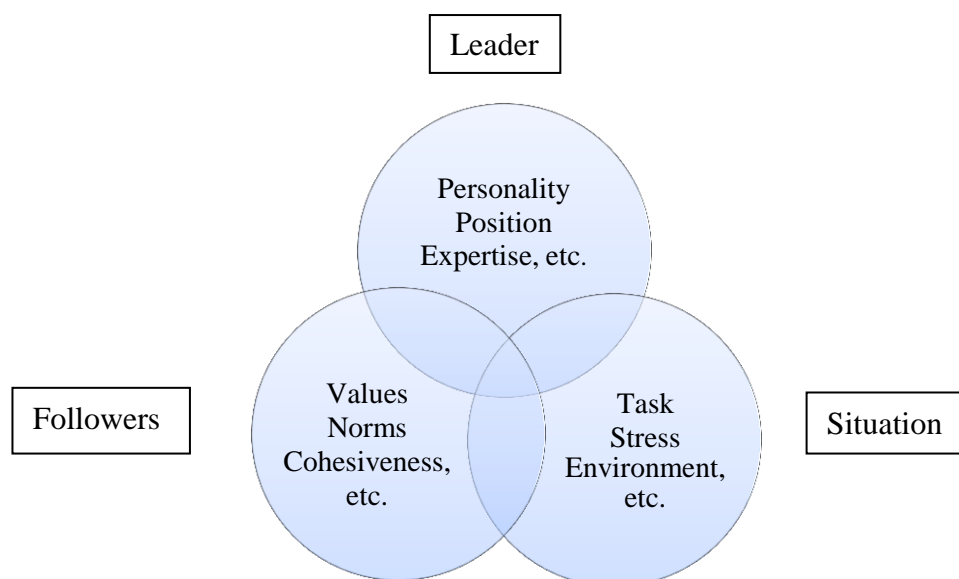 Leader
Personality
Position
Expertise, etc.
Followers
Values
Norms
Cohesiveness,
etc.
Task
Stress
Environment,
etc.
Situation